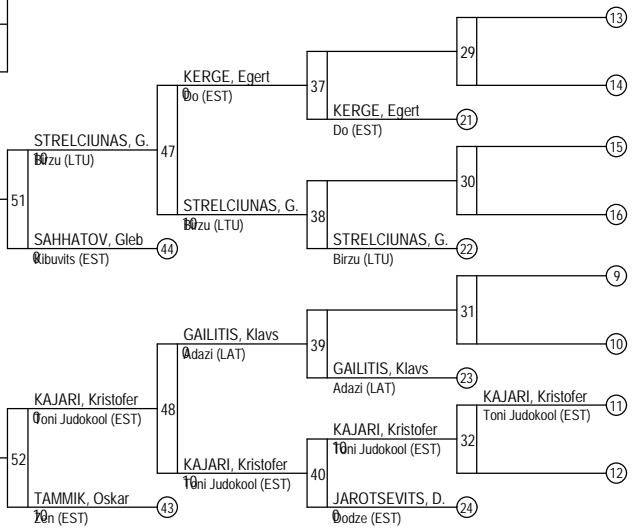 13
29
14
KERGE, Egert
0
Do (EST)
37
KERGE, Egert
Do (EST)
21
STRELCIUNAS, G.
10
Birzu (LTU)
47
15
30
16
51
STRELCIUNAS, G.
10
Birzu (LTU)
38
SAHHATOV, Gleb
0
Kibuvits (EST)
44
STRELCIUNAS, G.
Birzu (LTU)
22
9
31
10
GAILITIS, Klavs
0
Adazi (LAT)
39
GAILITIS, Klavs
Adazi (LAT)
23
KAJARI, Kristofer
0
Toni Judokool (EST)
48
KAJARI, Kristofer
Toni Judokool (EST)
11
KAJARI, Kristofer
10
Toni Judokool (EST)
32
52
KAJARI, Kristofer
10
Toni Judokool (EST)
40
12
TAMMIK, Oskar
10
Zen (EST)
43
JAROTSEVITS, D.
0
Dodze (EST)
24